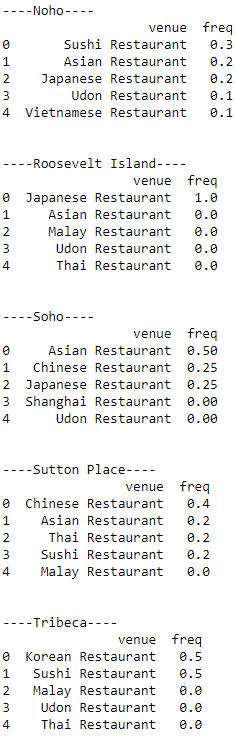 ----Noho----
venue freq
0 Sushi Restaurant 0.3
1 Asian Restaurant 0.2
2 Japanese Restaurant 0.2
3 Udon Restaurant 0.1
4 Vietnamese Restaurant 0.1
----Roosevelt Island----
venue freq
0 Japanese Restaurant 1.0
1 Asian Restaurant 0.0
2 Malay Restaurant 0.0
3 Udon Restaurant 0.0
4 Thai Restaurant 0.0
----Soho----
venue freq
0 Asian Restaurant 0.50
1 Chinese Restaurant 0.25
2 Japanese Restaurant 0.25
3 Shanghai Restaurant 0.00
4 Udon Restaurant 0.00
----Sutton Place----
venue freq
0 Chinese Restaurant 0.4
1 Asian Restaurant 0.2
2 Thai Restaurant 0.2
3 Sushi Restaurant 0.2
4 Malay Restaurant 0.0
----Tribeca----
venue freq
0 Korean Restaurant 0.5
1 Sushi Restaurant 0.5
2 Malay Restaurant 0.0
3 Udon Restaurant 0.0
4 Thai Restaurant 0.0